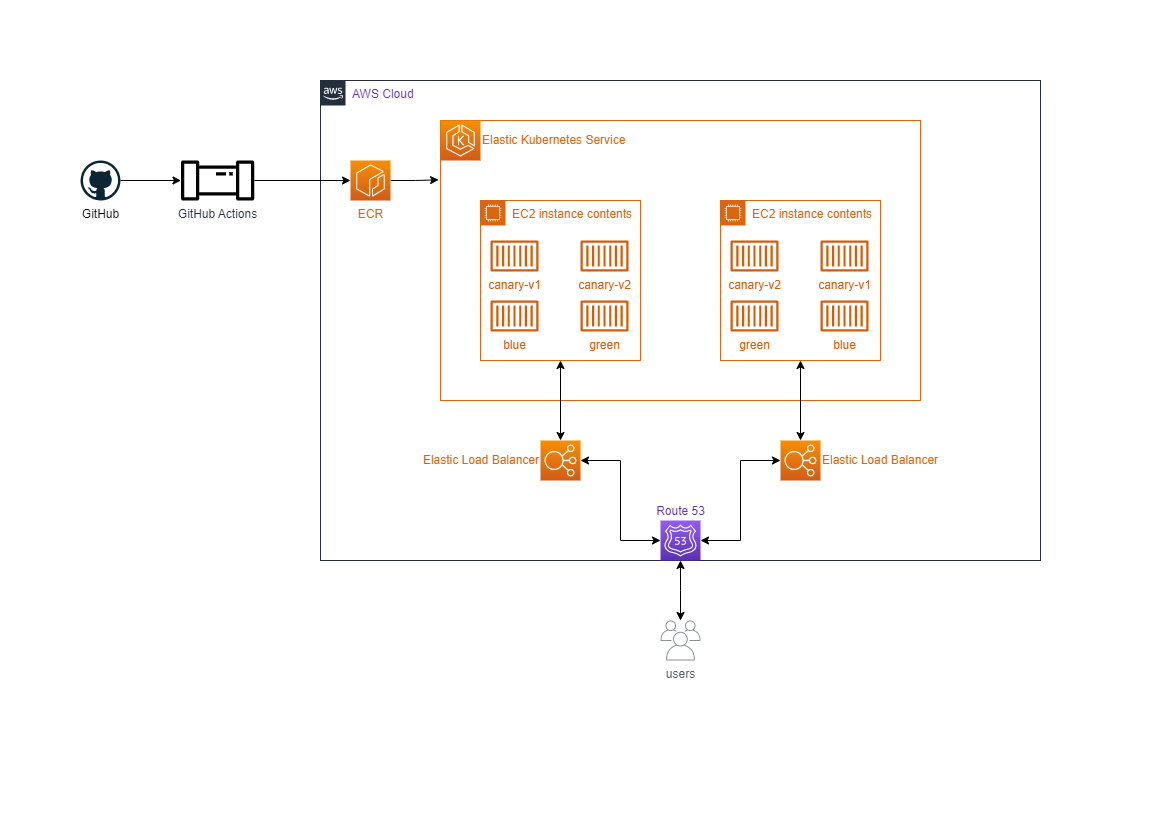 aws
AWS Cloud
Elastic Kubernetes Service
K
GitHub
GitHub Actions
ECR
EC2 instance contents
canary-v1
canary-v2
blue
green
EC2 instance contents
canary-v2
canary-v1
green
blue
Elastic Load Balancer
Elastic Load Balancer
Route 53
53
users